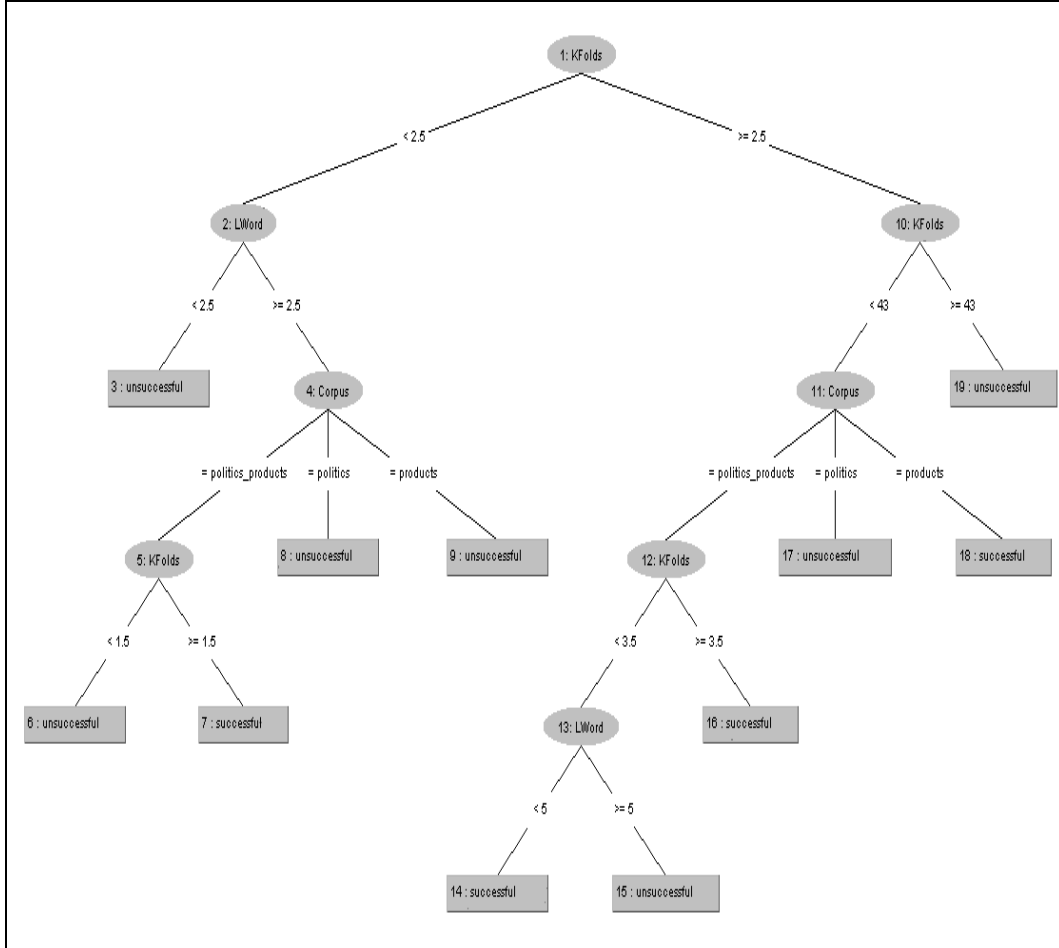 1: KFolds
< 2.5
>= 2.5
2: LWord
10: KFolds
< 2.5
>= 2.5
< 43
>= 43
3 : unsuccessful
4: Corpus
11: Corpus
19 : unsuccessful
= politics_products
= politics
= products
= politics_products
= politics
= products
5: KFolds
8 : unsuccessful
9 : unsuccessful
12: KFolds
17 : unsuccessful
18 : successful
< 1.5
>= 1.5
< 3.5
>= 3.5
6 : unsuccessful
7 : successful
13: LWord
16 : successful
< 5
>= 5
14 : successful
15 : unsuccessful